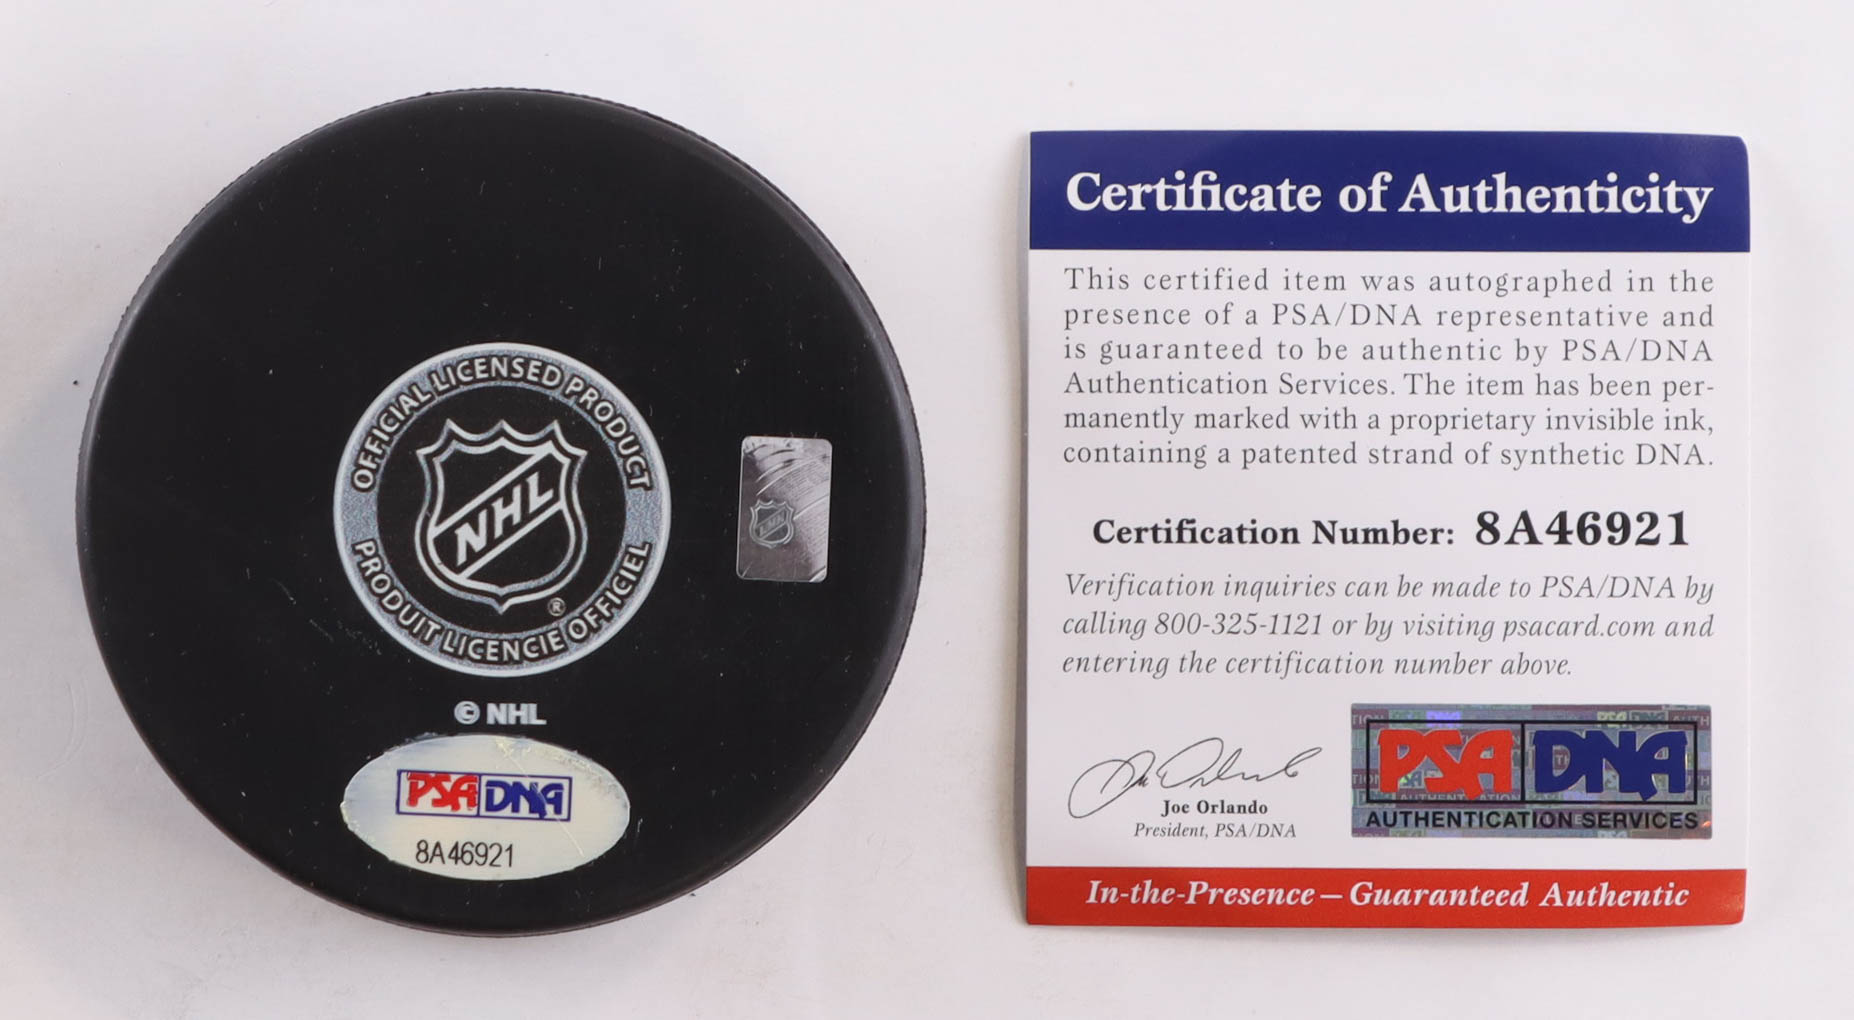 OFFICIAL LICENSED PRODUCT
NHL
®
PRODUIT LICENCIE OFFICIEL
© NHL
PSA DNA
8A46921
NHL
Certificate of Authenticity
This certified item was autographed in the
presence of a PSA/DNA representative and
is guaranteed to be authentic by PSA/DNA
Authentication Services. The item has been per-
manently marked with a proprietary invisible ink,
containing a patented strand of synthetic DNA.
Certification Number: 8A46921
Verification inquiries can be made to PSA/DNA by
calling 800-325-1121 or by visiting psacard.com and
entering the certification number above.
Joe Orlando
President, PSA/DNA
PSA DNA
AUTHENTICATION SERVICES
In-the-Presence – Guaranteed Authentic